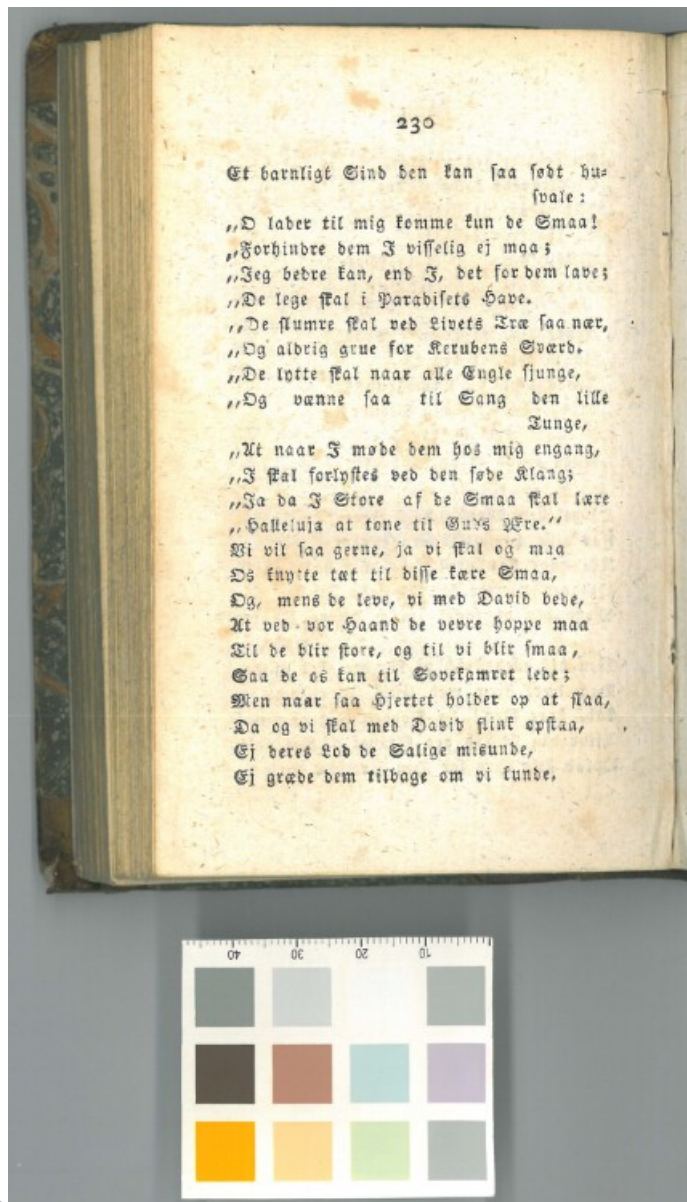 230
Et barnligt Sind den kan saa sødt hu=
svale:
„O lader til mig komme kun de Smaa!
„Forhindre dem I visselig ej maa;
„Jeg bedre kan, end I, det for dem lave;
„De lege skal i Paradisets Have.
„De slumre skal ved Livets Træ saa nær,
„Og aldrig grue for Kerubens Sværd.
„De lytte skal naar alle Engle sjunge,
„Og vænne saa til Sang den lille
Tunge,
„At naar I møde dem hos mig engang,
„I skal forlystes ved den søde Klang;
„Ja da I Store af de Smaa skal lære
„Halleluja at tone til Guds Ære.“
Vi vil saa gerne, ja vi skal og maa
Os knytte tæt til disse kære Smaa,
Og, mens de leve, vi med David bede,
At ved vor Haand de vevre hoppe maa
Til de blir store, og til vi blir smaa,
Saa de os kan til Sovekamret lede;
Men naar saa Hjertet holder op at slaa,
Da og vi skal med David flink opstaa,
Ej deres Lod de Salige misunde,
Ej græde dem tilbage om vi kunde.
40 30 20 10